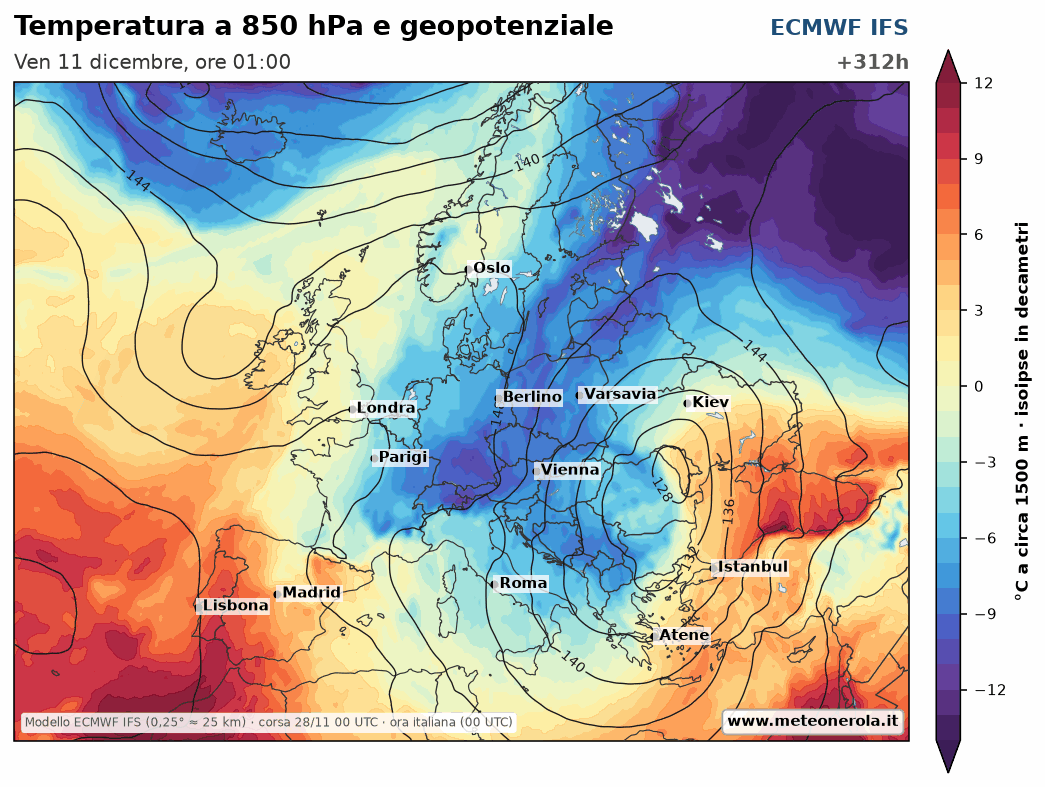 Temperatura a 850 hPa e geopotenziale
ECMWF IFS
Ven 11 dicembre, ore 01:00
+312h
144
140
Oslo
144
Londra
Berlino
Varsavia
Kiev
Parigi
Vienna
128
136
Istanbul
Roma
Madrid
Lisbona
Atene
140
Modello ECMWF IFS (0,25° ≈ 25 km) · corsa 28/11 00 UTC · ora italiana (00 UTC)
www.meteonerola.it
12
9
6
3
0
−3
−6
−9
−12
°C a circa 1500 m · isoipse in decametri